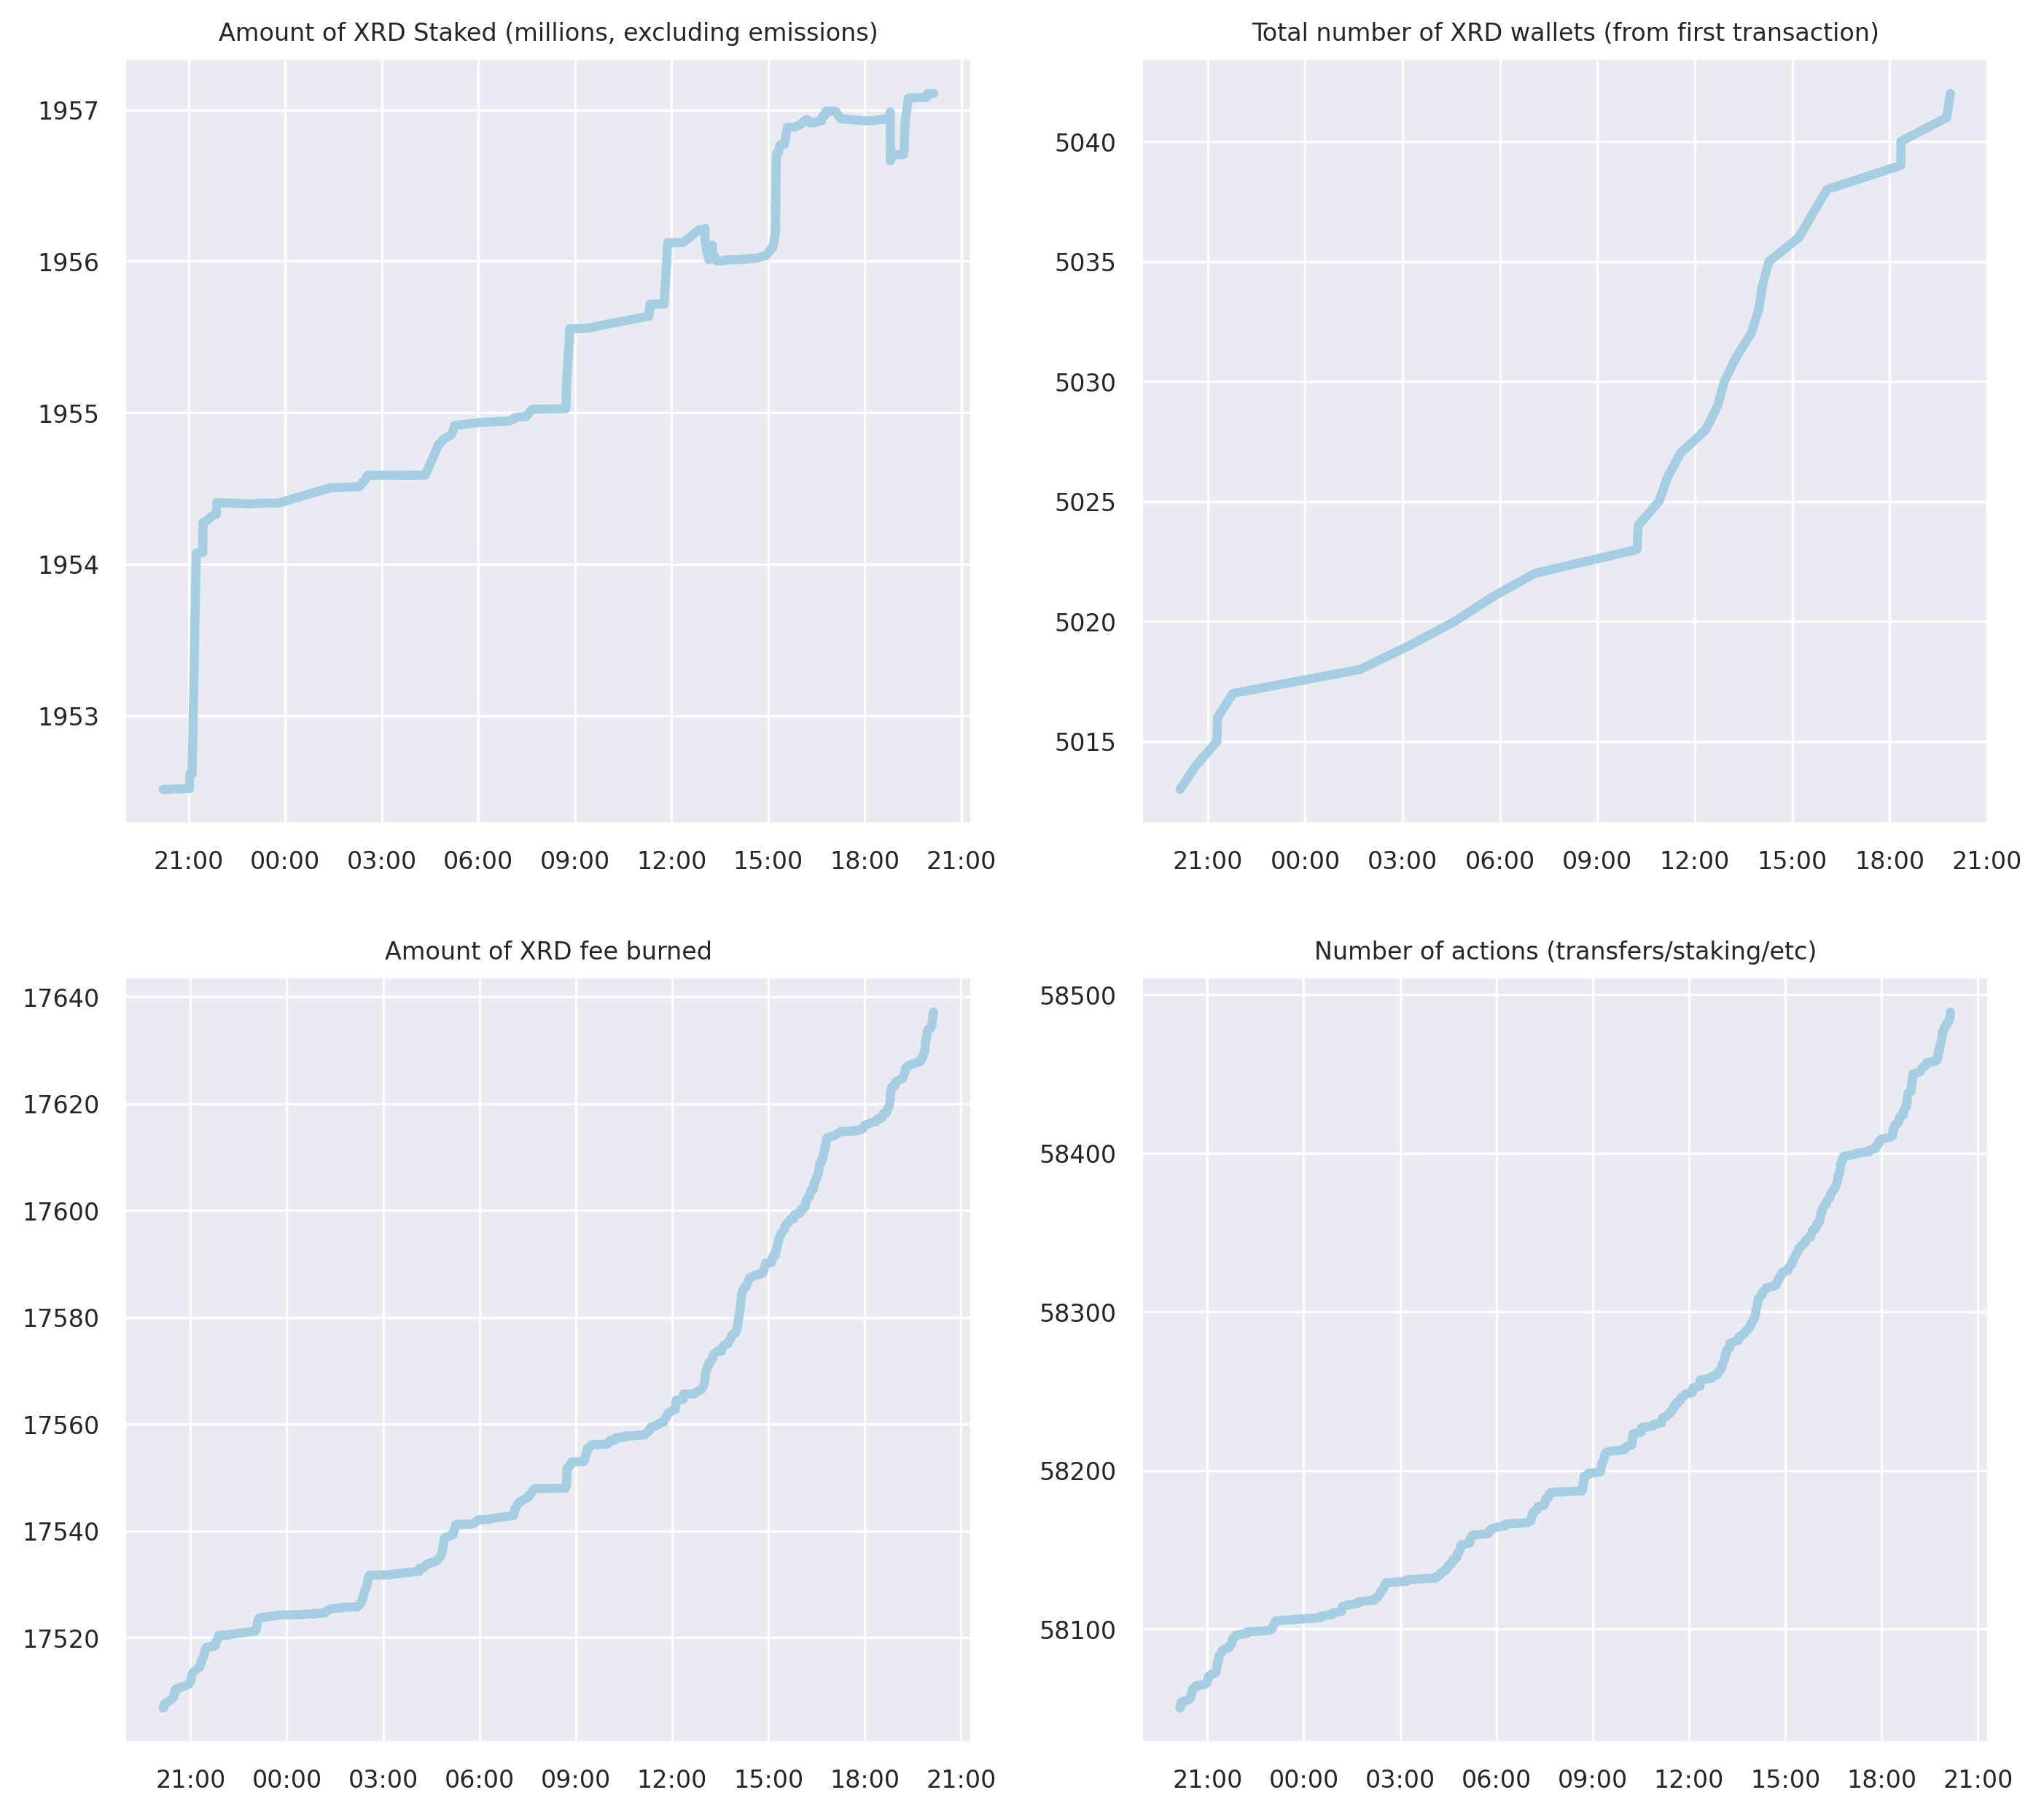 Amount of XRD Staked (millions, excluding emissions)
1957
1956
1955
1954
1953
21:00 00:00 03:00 06:00 09:00 12:00 15:00 18:00 21:00
Total number of XRD wallets (from first transaction)
5040
5035
5030
5025
5020
5015
21:00 00:00 03:00 06:00 09:00 12:00 15:00 18:00 21:00
Amount of XRD fee burned
17640
17620
17600
17580
17560
17540
17520
21:00 00:00 03:00 06:00 09:00 12:00 15:00 18:00 21:00
Number of actions (transfers/staking/etc)
58500
58400
58300
58200
58100
21:00 00:00 03:00 06:00 09:00 12:00 15:00 18:00 21:00